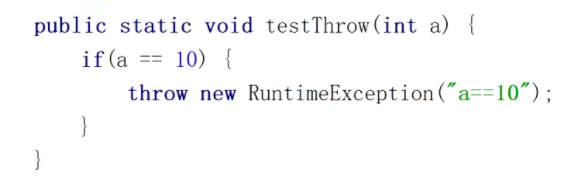 public static void testThrow(int a) {
    if(a == 10) {
        throw new RuntimeException("a==10");
    }
}